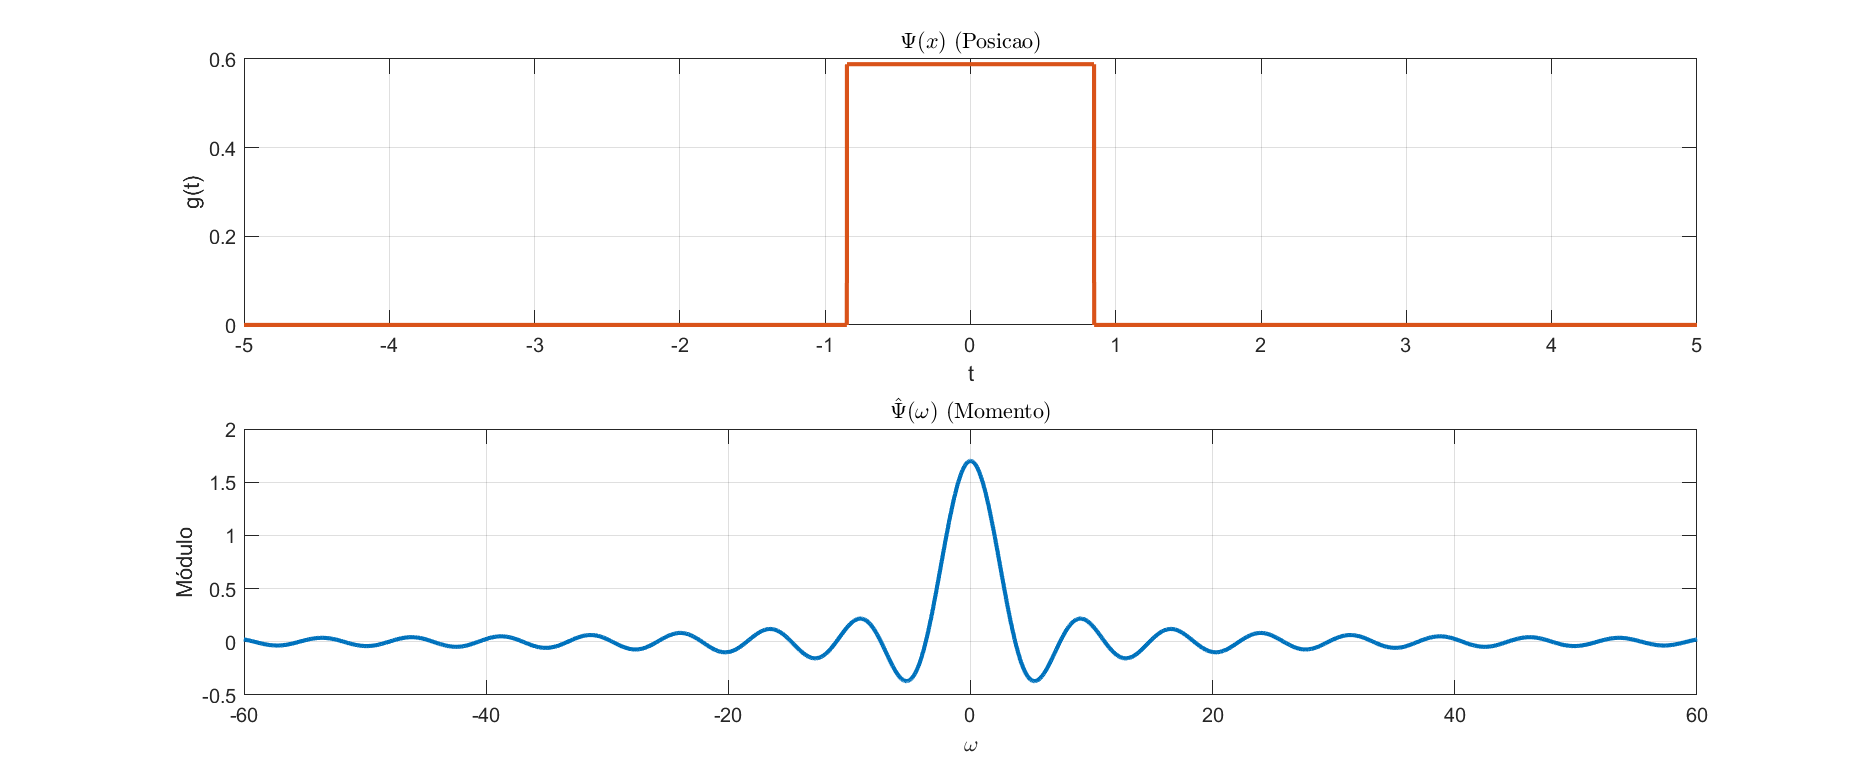 Ψ(x) (Posicao)
0.6
0.4
0.2
0
g(t)
-5 -4 -3 -2 -1 0 1 2 3 4 5
t
Ψ̂(ω) (Momento)
2
1.5
1
0.5
0
-0.5
Módulo
-60 -40 -20 0 20 40 60
ω